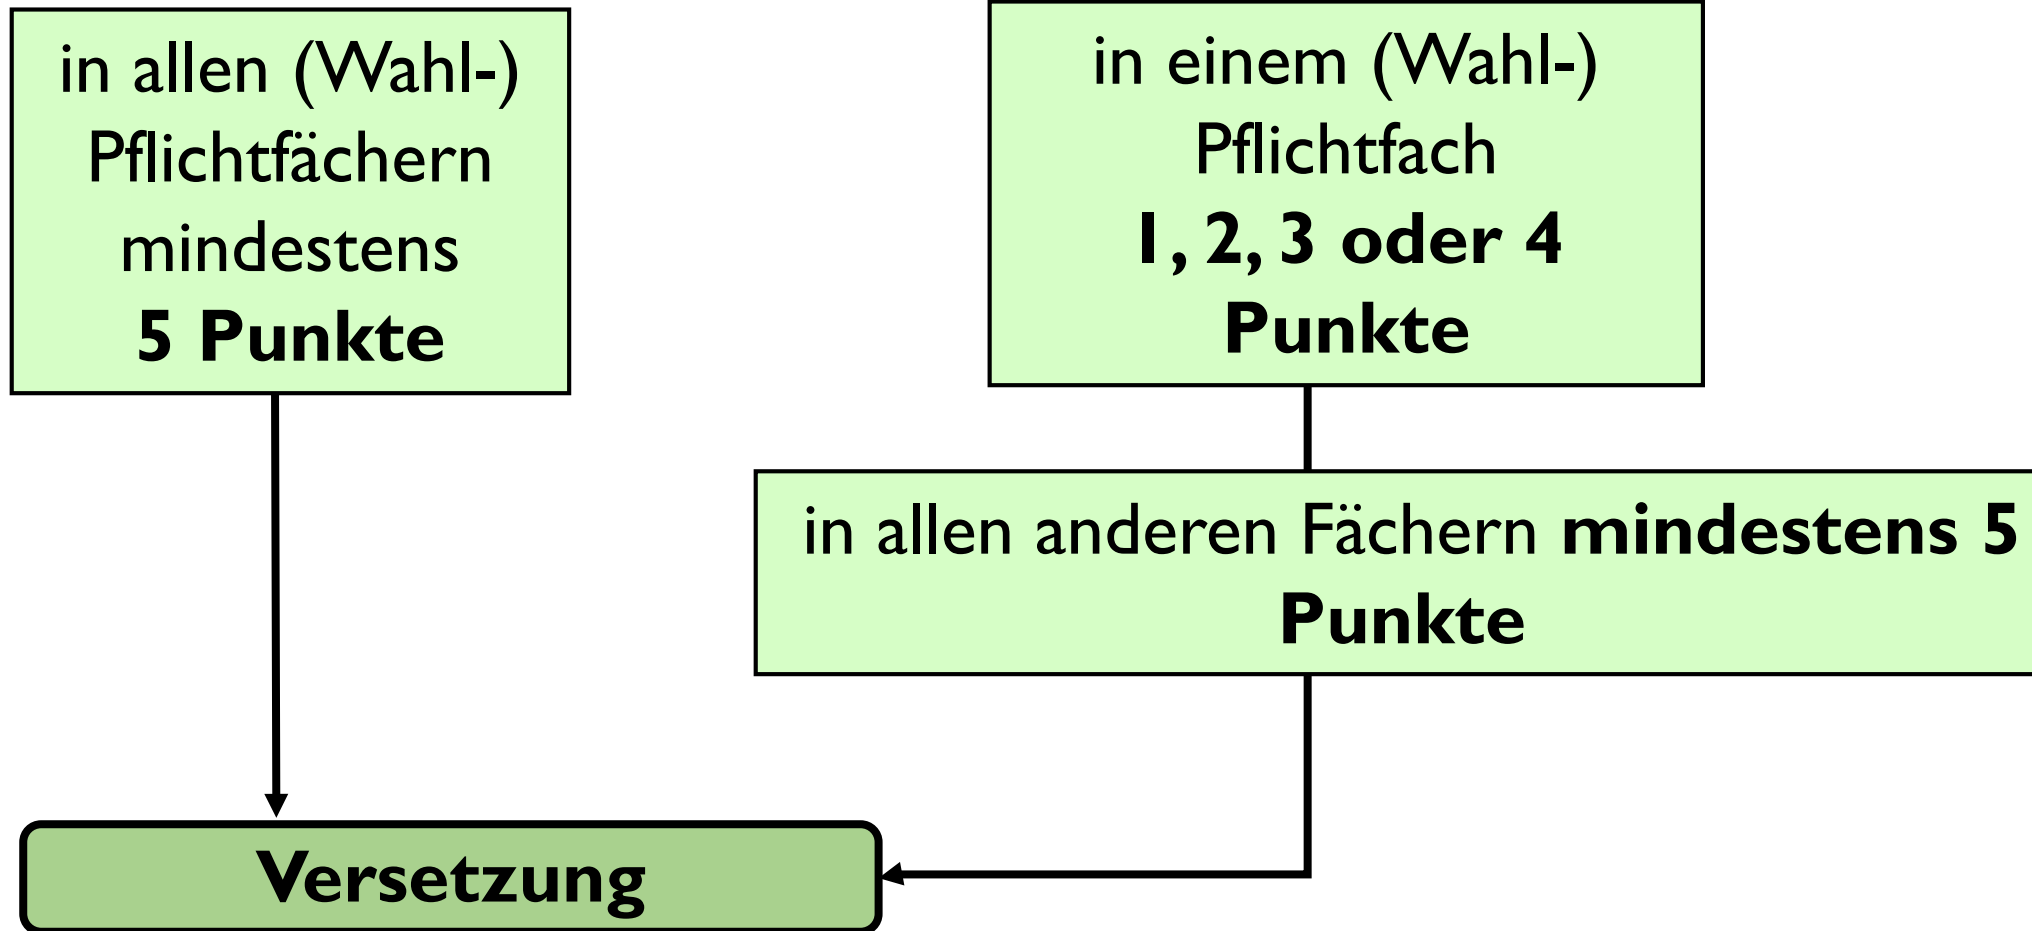 in allen (Wahl-)
Pflichtfächern
mindestens
5 Punkte
in einem (Wahl-)
Pflichtfach
1, 2, 3 oder 4
Punkte
in allen anderen Fächern mindestens 5
Punkte
Versetzung